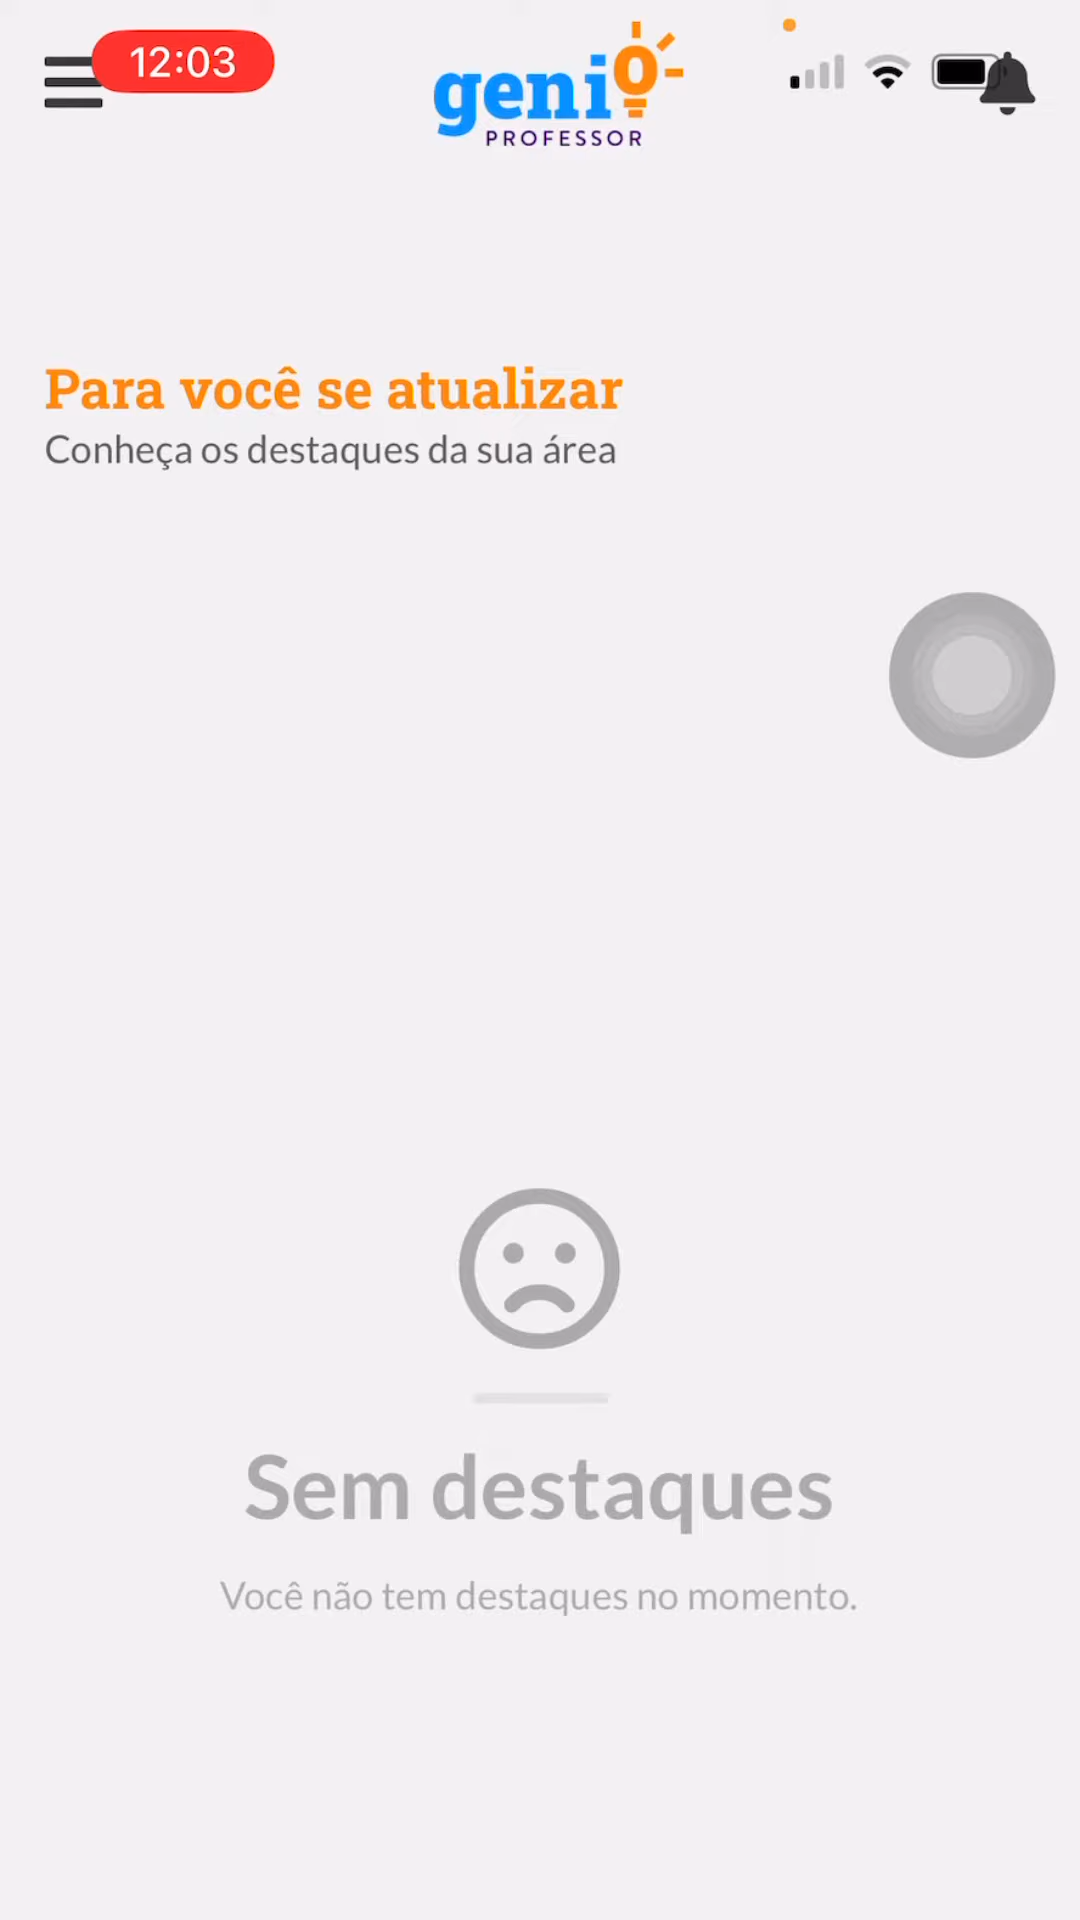 12:03
genio
PROFESSOR
Para você se atualizar
Conheça os destaques da sua área
Sem destaques
Você não tem destaques no momento.